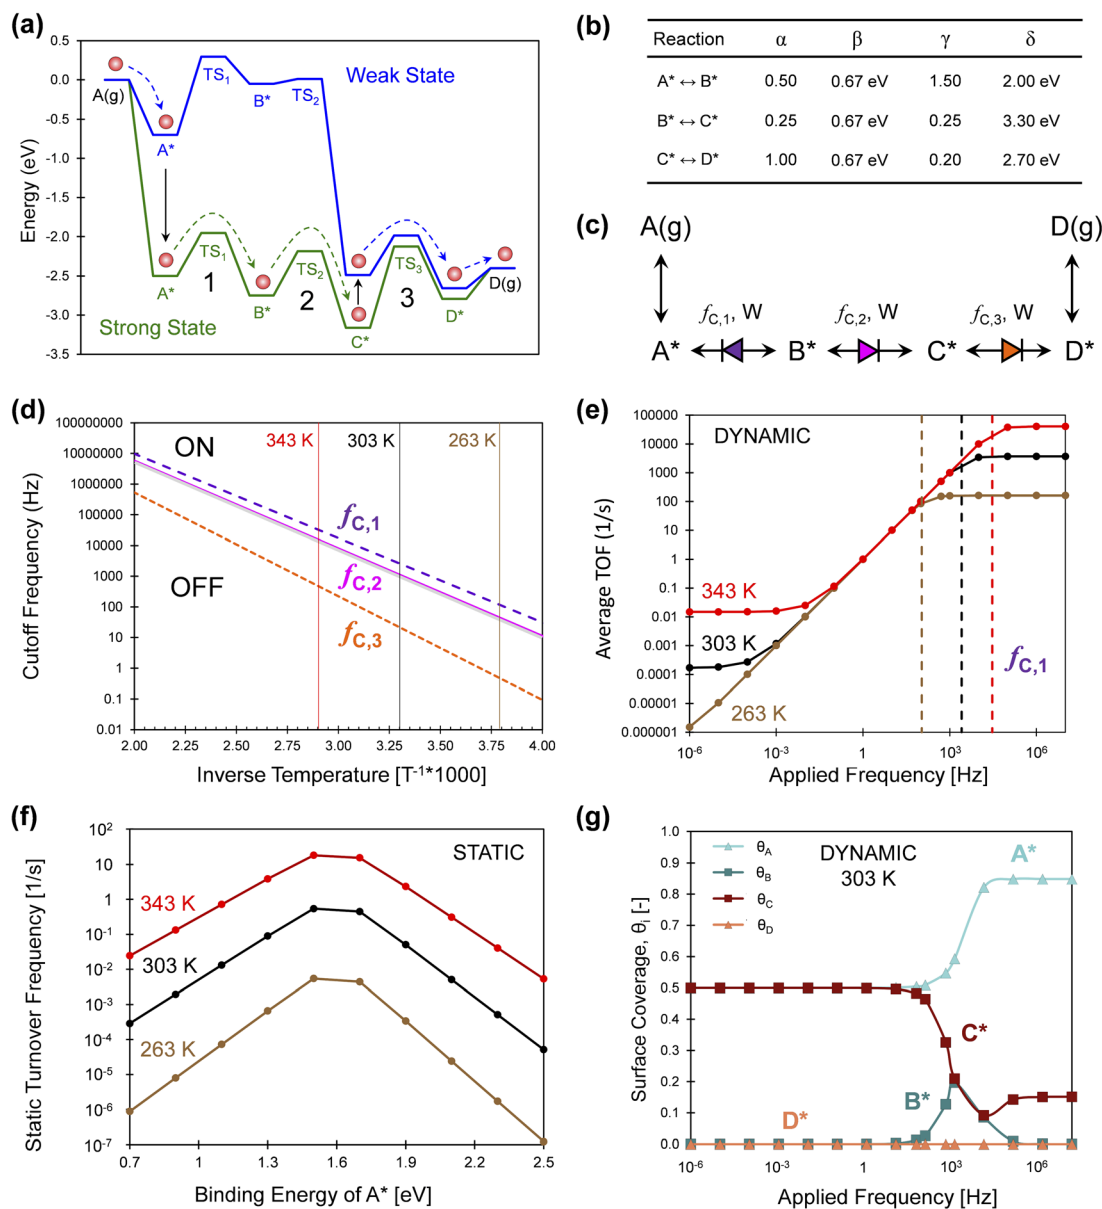 (a)
0.5
0.0
-0.5
-1.0
-1.5
-2.0
-2.5
-3.0
-3.5
Energy (eV)
A(g)
TS1
B*
TS2
Weak State
A*
TS1
A*
1
B*
TS2
2
C*
TS3
3
D*
D(g)
Strong State
(b)
Reaction α β γ δ
A* ↔ B* 0.50 0.67 eV 1.50 2.00 eV
B* ↔ C* 0.25 0.67 eV 0.25 3.30 eV
C* ↔ D* 1.00 0.67 eV 0.20 2.70 eV
(c)
A(g) D(g)
fC,1, W fC,2, W fC,3, W
A* B* C* D*
(d)
100000000
10000000
1000000
100000
10000
1000
100
10
1
0.1
0.01
Cutoff Frequency (Hz)
ON
OFF
343 K 303 K 263 K
fC,1
fC,2
fC,3
2.00 2.25 2.50 2.75 3.00 3.25 3.50 3.75 4.00
Inverse Temperature [T-1*1000]
(e)
100000
10000
1000
100
10
1
0.1
0.01
0.001
0.0001
0.00001
0.000001
Average TOF (1/s)
DYNAMIC
343 K
303 K
263 K
fC,1
10-6 10-3 1 103 106
Applied Frequency [Hz]
(f)
102
10
1
10-1
10-2
10-3
10-4
10-5
10-6
10-7
Static Turnover Frequency [1/s]
STATIC
343 K
303 K
263 K
0.7 1 1.3 1.6 1.9 2.2 2.5
Binding Energy of A* [eV]
(g)
1.0
0.9
0.8
0.7
0.6
0.5
0.4
0.3
0.2
0.1
0.0
Surface Coverage, θi [-]
θA
θB
θC
θD
DYNAMIC
303 K
A*
C*
B*
D*
10-6 10-3 1 103 106
Applied Frequency [Hz]